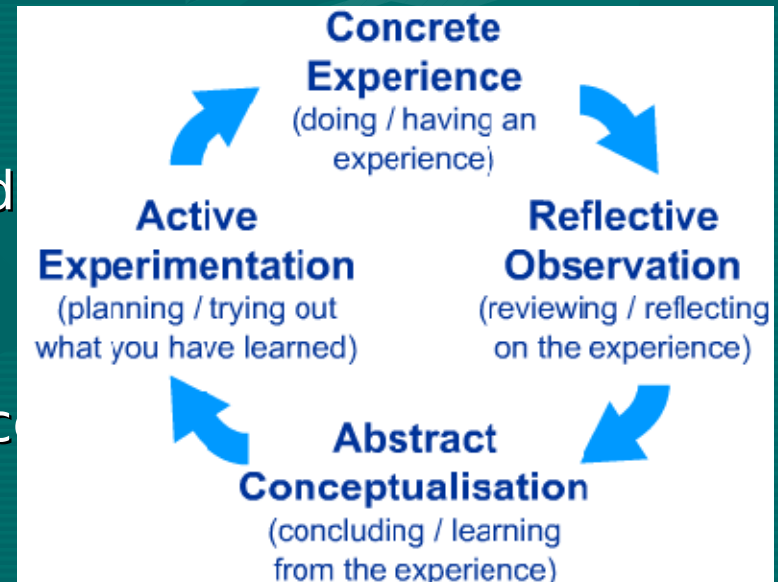 Concrete
Experience
(doing / having an
experience)
Reflective
Observation
(reviewing / reflecting
on the experience)
Abstract
Conceptualisation
(concluding / learning
from the experience)
Active
Experimentation
(planning / trying out
what you have learned)